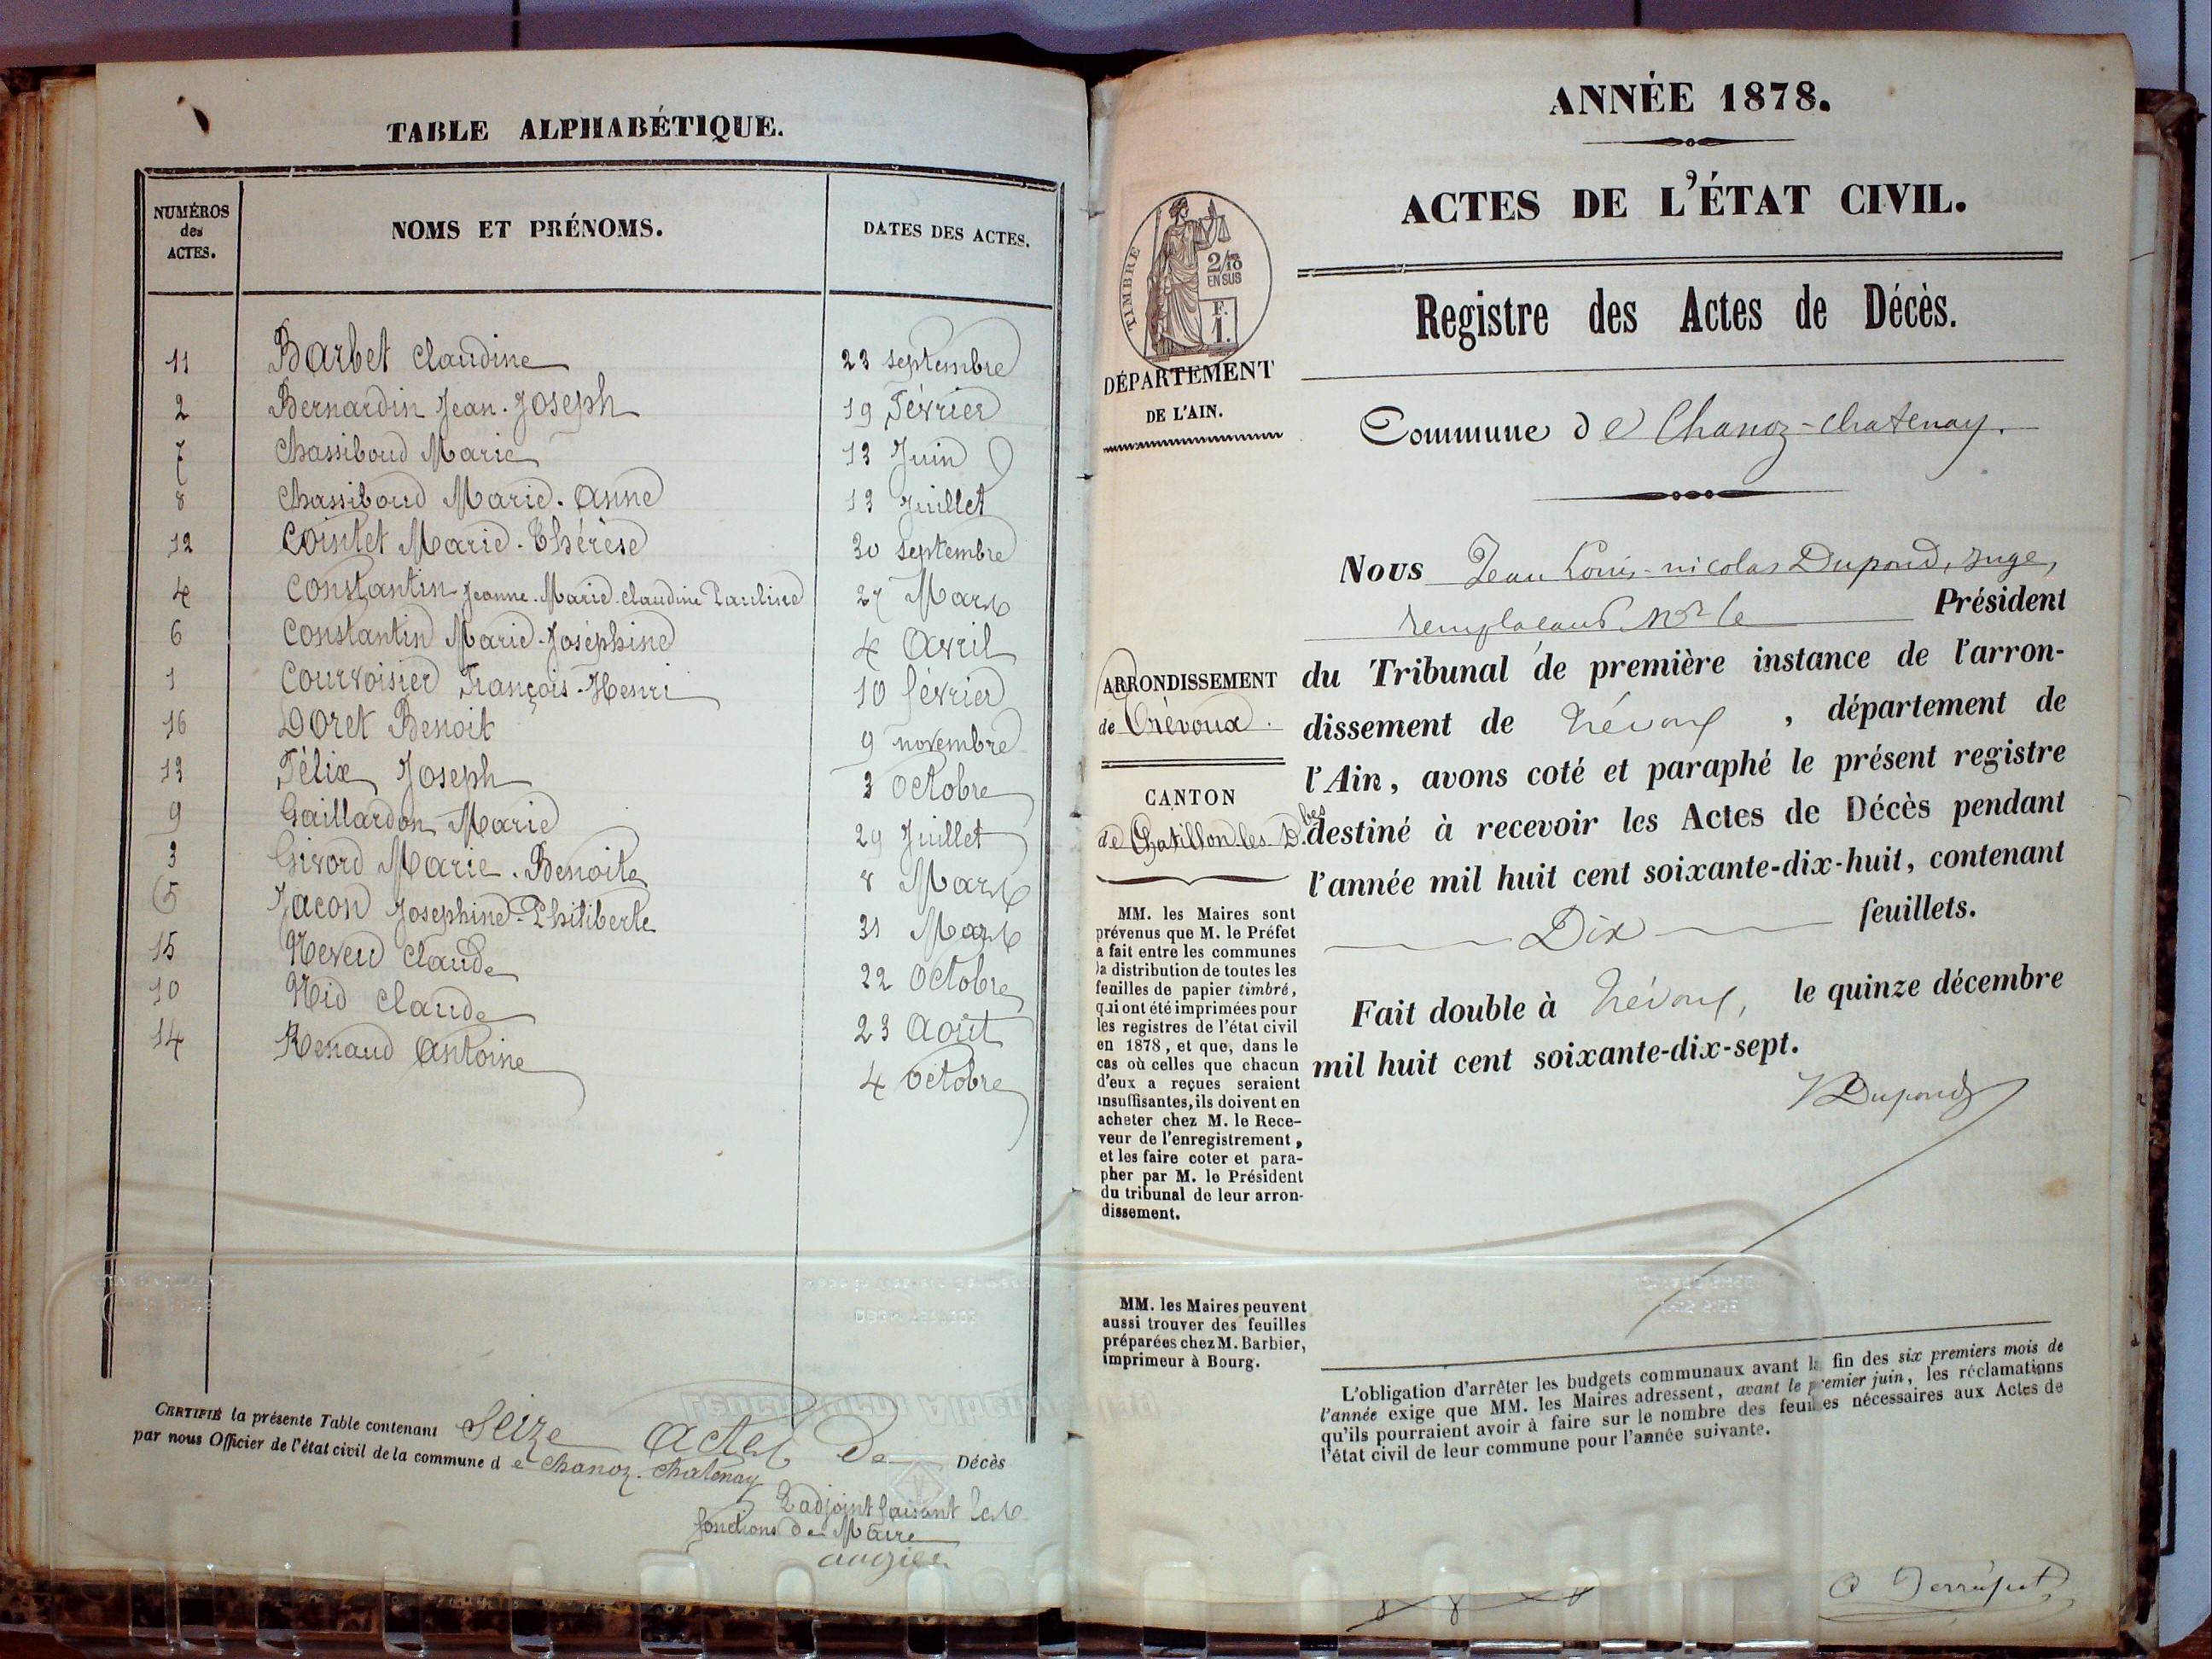 TABLE ALPHABÉTIQUE.
NUMÉROS des ACTES. NOMS ET PRÉNOMS. DATES DES ACTES.
11 Barbet Claudine 23 septembre
2 Bernardin Jean-Joseph 19 Février
7 Chassiboud Marie 13 Juin
8 Chassiboud Marie-Anne 13 Juillet
12 Cointet Marie-Thérèse 30 septembre
4 Constantin Jeanne-Marie-Claudine Pauline 27 Mars
6 Constantin Marie-Joséphine 4 Avril
1 Courvoisier François-Henri 10 février
16 Doret Benoit 9 novembre
13 Félix Joseph 3 Octobre
9 Gaillardon Marie 29 Juillet
3 Givord Marie-Benoite 8 Mars
5 Jacon Josephine-Philiberte 31 Mars
15 Neveu Claude 22 Octobre
10 Nid Claude 23 Août
14 Renaud Antoine 4 Octobre
CERTIFIÉ la présente Table contenant Seize Actes de Décès
par nous Officier de l'état civil de la commune de Chanoz-Chatenay
L'adjoint faisant les
fonctions de Maire
ANNÉE 1878.
ACTES DE L'ÉTAT CIVIL.
TIMBRE
2/10
EN SUS
F.
1.
Registre des Actes de Décès.
DÉPARTEMENT
DE L'AIN.
Commune de Chanoz-Chatenay.
Nous Jean Louis-nicolas Dupond, juge,
remplaçant Mr le Président
du Tribunal de première instance de l'arron-
dissement de Trévoux, département de
l'Ain, avons coté et paraphé le présent registre
destiné à recevoir les Actes de Décès pendant
l'année mil huit cent soixante-dix-huit, contenant
Dix feuillets.
Fait double à Trévoux, le quinze décembre
mil huit cent soixante-dix-sept.
Dupond
ARRONDISSEMENT
de Trévoux.
CANTON
de Chatillon les D.bes
MM. les Maires sont
prévenus que M. le Préfet
a fait entre les communes
la distribution de toutes les
feuilles de papier timbré,
qui ont été imprimées pour
les registres de l'état civil
en 1878, et que, dans le
cas où celles que chacun
d'eux a reçues seraient
insuffisantes, ils doivent en
acheter chez M. le Rece-
veur de l'enregistrement,
et les faire coter et para-
pher par M. le Président
du tribunal de leur arron-
dissement.
MM. les Maires peuvent
aussi trouver des feuilles
préparées chez M. Barbier,
imprimeur à Bourg.
L'obligation d'arrêter les budgets communaux avant la fin des six premiers mois de
l'année exige que MM. les Maires adressent, avant le premier juin, les réclamations
qu'ils pourraient avoir à faire sur le nombre des feuilles nécessaires aux Actes de
l'état civil de leur commune pour l'année suivante.